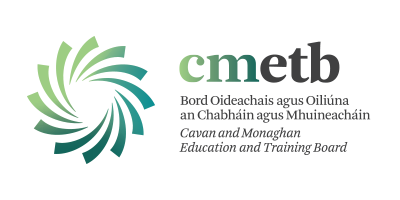 cmetb
Bord Oideachais agus Oiliúna
an Chabháin agus Mhuineacháin
Cavan and Monaghan
Education and Training Board